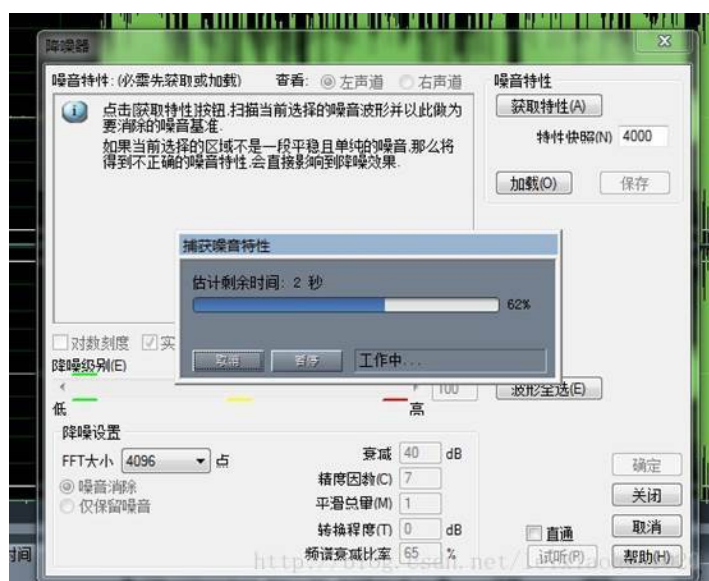 降噪器
噪音特性: (必需先获取或加载) 查看: 左声道 右声道
点击[获取特性]按钮.扫描当前选择的噪音波形并以此做为
要消除的噪音基准.
如果当前选择的区域不是一段平稳且单纯的噪音.那么将
得到不正确的噪音特性.会直接影响到降噪效果.
噪音特性
获取特性(A)
特性快照(N) 4000
加载(O) 保存
捕获噪音特性
估计剩余时间: 2 秒
62%
取消 暂停 工作中...
对数刻度 实
降噪级别(E)
100 波形全选(E)
低 高
降噪设置
FFT大小 4096 点
噪音消除
仅保留噪音
衰减 40 dB
精度因数(C) 7
平滑总量(M) 1
转换程度(T) 0 dB
频谱衰减比率 65 %
确定
关闭
直通 取消
试听(P) 帮助(H)
时间